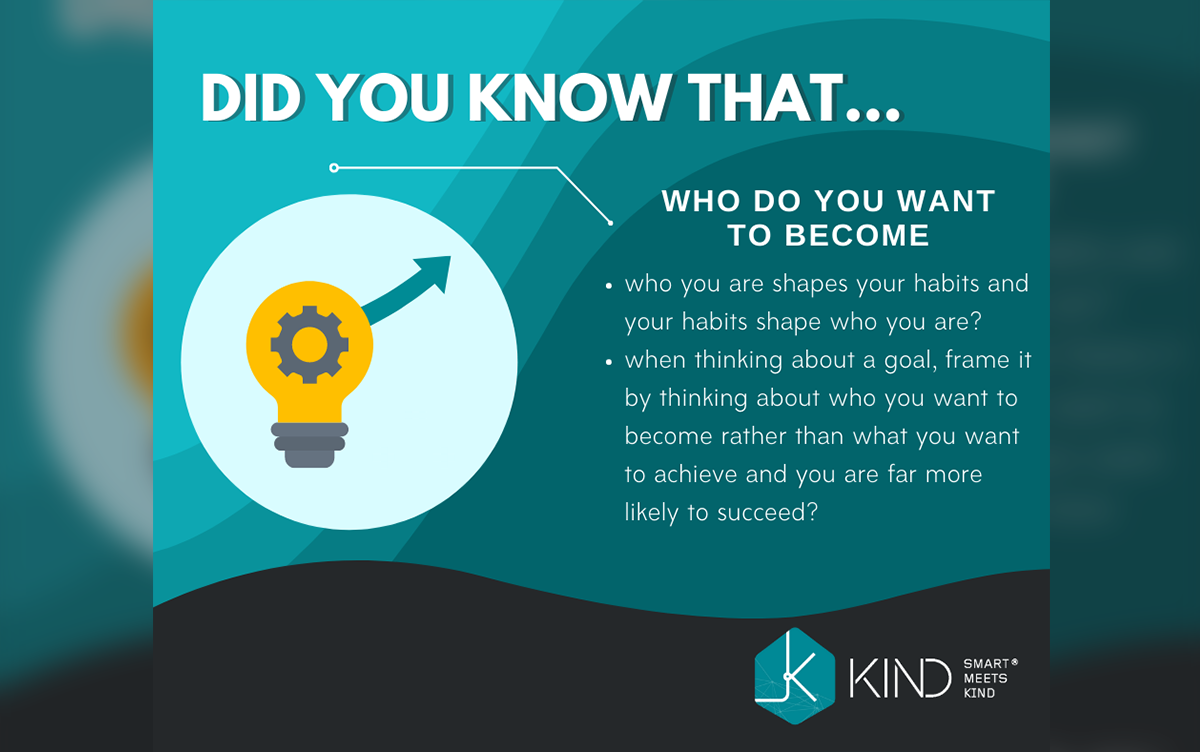 DID YOU KNOW THAT...
WHO DO YOU WANT
TO BECOME
• who you are shapes your habits and
your habits shape who you are?
• when thinking about a goal, frame it
by thinking about who you want to
become rather than what you want
to achieve and you are far more
likely to succeed?
KIND
SMART®
MEETS
KIND